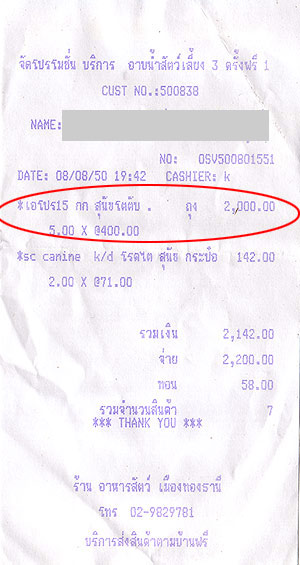 จัดโปรโมชั่น บริการ อาบน้ำสัตว์เลี้ยง 3 ครั้งฟรี 1
CUST NO.:500838
NAME:
NO: OSV500801551
DATE: 08/08/50 19:42 CASHIER: k
*เอโปร15 กก สุนัขรสตับ . ถุง 2,000.00
5.00 X @400.00
*sc canine k/d โรคไต สุนัข กระป๋อ 142.00
2.00 X @71.00
รวมเงิน 2,142.00
จ่าย 2,200.00
ทอน 58.00
รวมจำนวนสินค้า 7
*** THANK YOU ***
ร้าน อาหารสัตว์ เมืองทองธานี
โทร 02-9829781
บริการส่งสินค้าตามบ้านฟรี